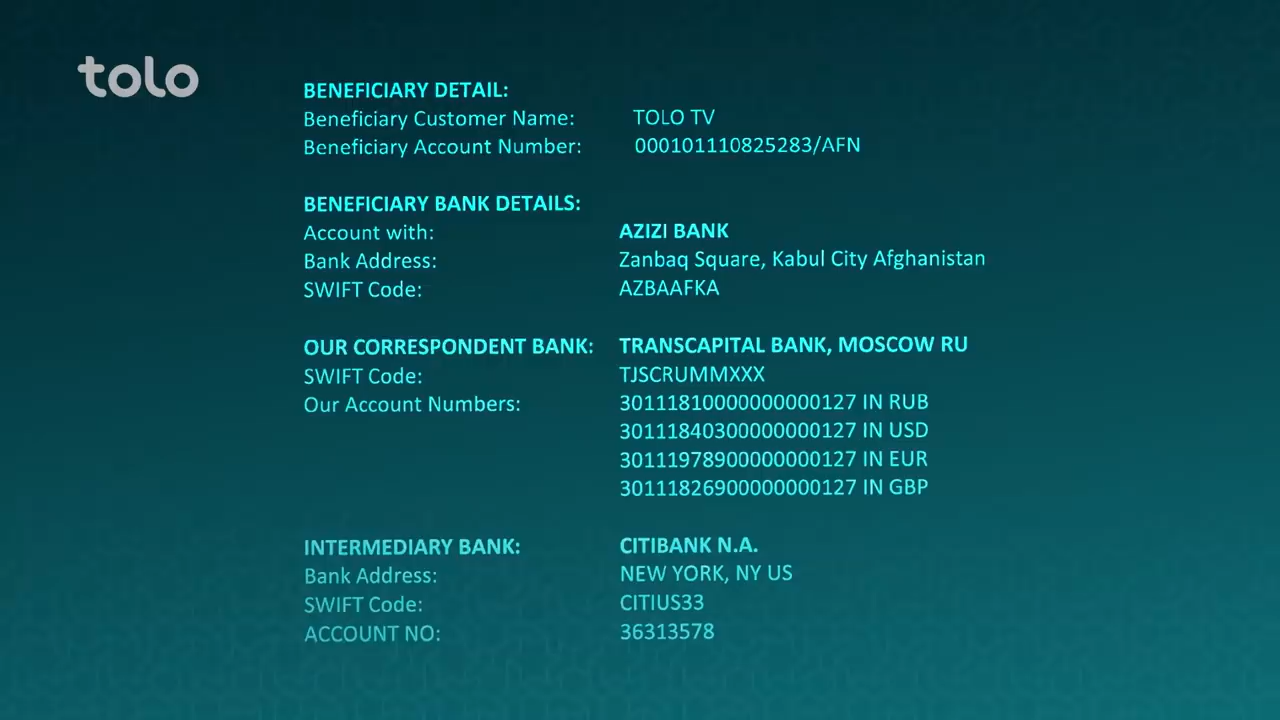 tolo
BENEFICIARY DETAIL:
Beneficiary Customer Name: TOLO TV
Beneficiary Account Number: 000101110825283/AFN
BENEFICIARY BANK DETAILS:
Account with: AZIZI BANK
Bank Address: Zanbaq Square, Kabul City Afghanistan
SWIFT Code: AZBAAFKA
OUR CORRESPONDENT BANK: TRANSCAPITAL BANK, MOSCOW RU
SWIFT Code: TJSCRUMMXXX
Our Account Numbers: 30111810000000000127 IN RUB
30111840300000000127 IN USD
30111978900000000127 IN EUR
30111826900000000127 IN GBP
INTERMEDIARY BANK: CITIBANK N.A.
Bank Address: NEW YORK, NY US
SWIFT Code: CITIUS33
ACCOUNT NO: 36313578